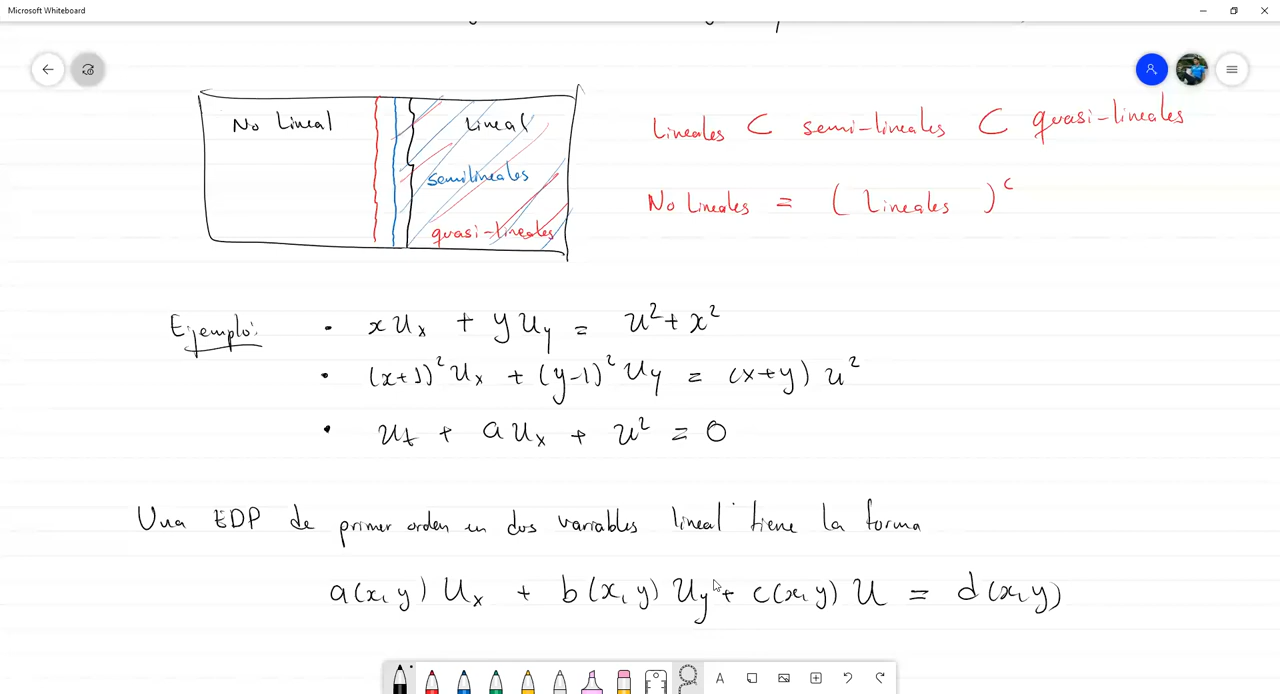 Microsoft Whiteboard
No Lineal
Lineal
semilineales
quasi-lineales
Lineales ⊂ semi-lineales ⊂ quasi-lineales
No Lineales = ( Lineales )^c
Ejemplo:
• x u_x + y u_y = u² + x²
• (x+1)² u_x + (y-1)² u_y = (x+y) u²
• u_t + a u_x + u² = 0
Una EDP de primer orden en dos variables lineal tiene la forma
a(x,y) u_x + b(x,y) u_y + c(x,y) u = d(x,y)
A